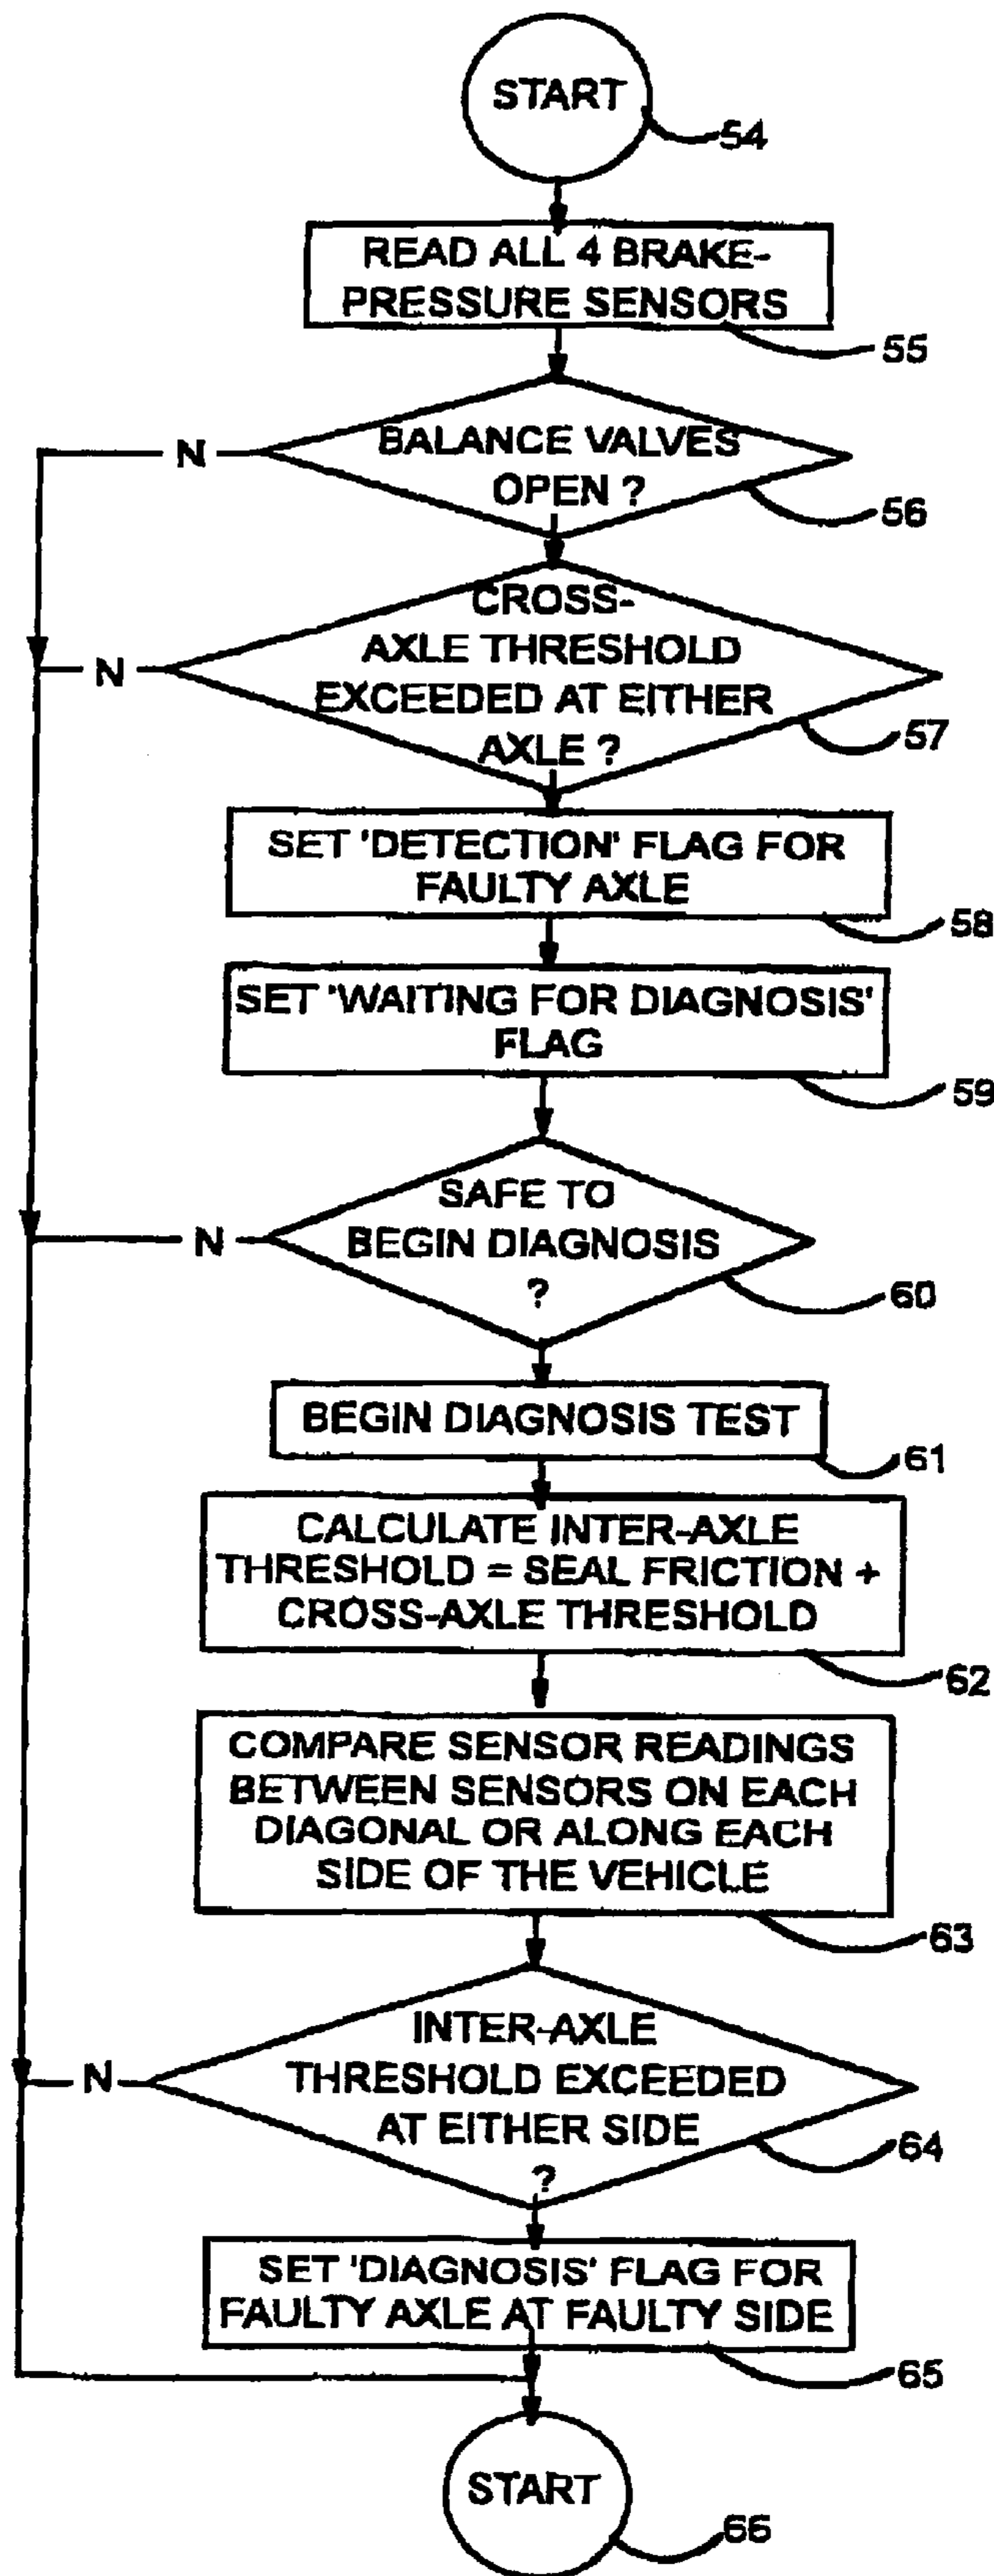 START
54
READ ALL 4 BRAKE-
PRESSURE SENSORS
55
N
BALANCE VALVES
OPEN ?
56
CROSS-
AXLE THRESHOLD
EXCEEDED AT EITHER
AXLE ?
N
57
SET 'DETECTION' FLAG FOR
FAULTY AXLE
58
SET 'WAITING FOR DIAGNOSIS'
FLAG
59
SAFE TO
BEGIN DIAGNOSIS
?
N
60
BEGIN DIAGNOSIS TEST
61
CALCULATE INTER-AXLE
THRESHOLD = SEAL FRICTION +
CROSS-AXLE THRESHOLD
62
COMPARE SENSOR READINGS
BETWEEN SENSORS ON EACH
DIAGONAL OR ALONG EACH
SIDE OF THE VEHICLE
63
INTER-AXLE
THRESHOLD EXCEEDED
AT EITHER SIDE
?
N
64
SET 'DIAGNOSIS' FLAG FOR
FAULTY AXLE AT FAULTY SIDE
65
START
66